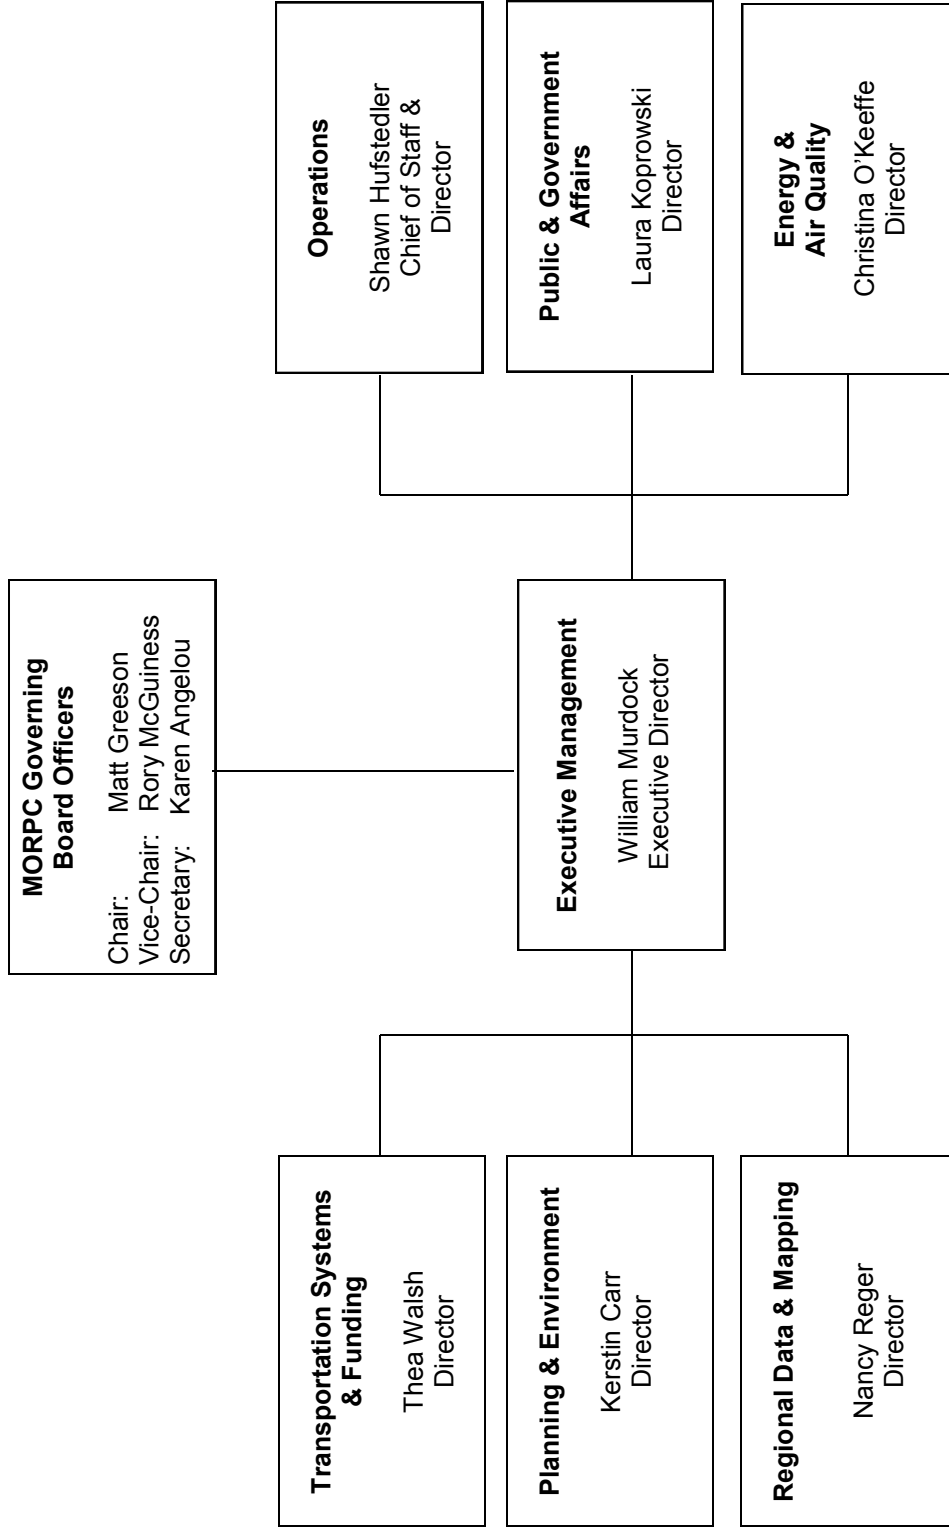 MORPC Governing
Board Officers
Chair: Matt Greeson
Vice-Chair: Rory McGuiness
Secretary: Karen Angelou
Executive Management
William Murdock
Executive Director
Transportation Systems
& Funding
Thea Walsh
Director
Planning & Environment
Kerstin Carr
Director
Regional Data & Mapping
Nancy Reger
Director
Operations
Shawn Hufstedler
Chief of Staff &
Director
Public & Government
Affairs
Laura Koprowski
Director
Energy &
Air Quality
Christina O'Keeffe
Director